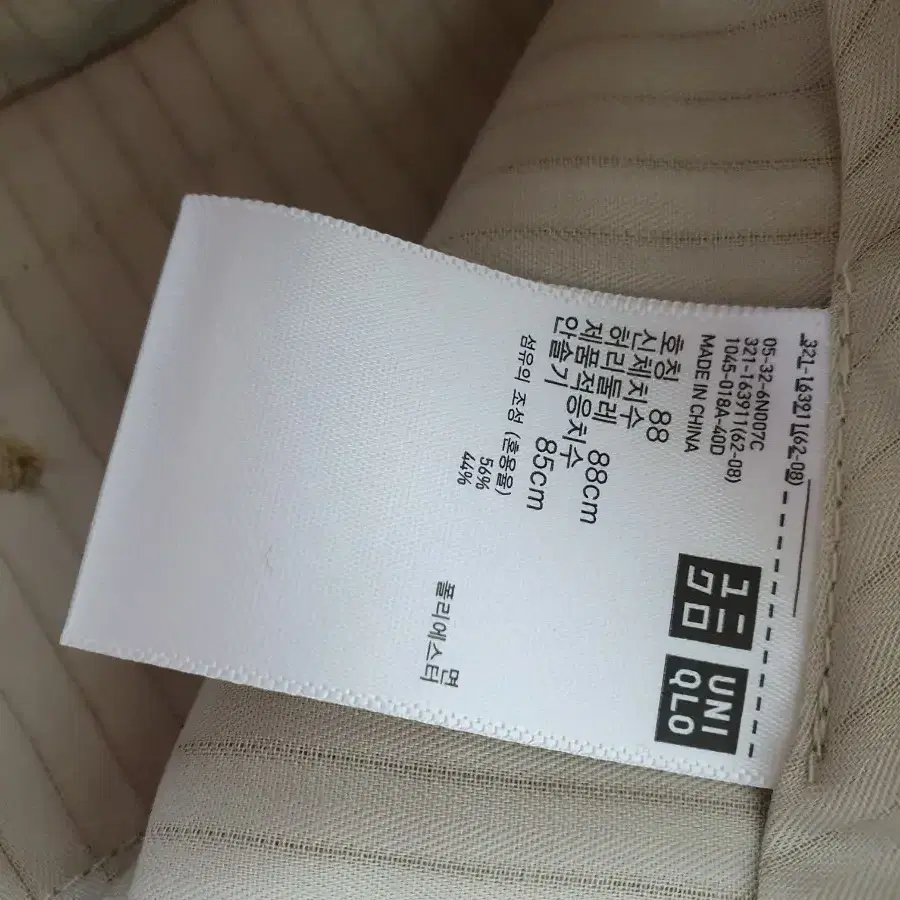 321-163911(62-08)
05-32-6N007C
321-163911(62-08)
1045-018A-40D
MADE IN CHINA
ユニ
クロ
UNI
QLO
호칭 88
신체치수
허리둘레 88cm
제품적용치수
안솔기 85cm
섬유의 조성 (혼용율)
56% 면
44% 폴리에스터